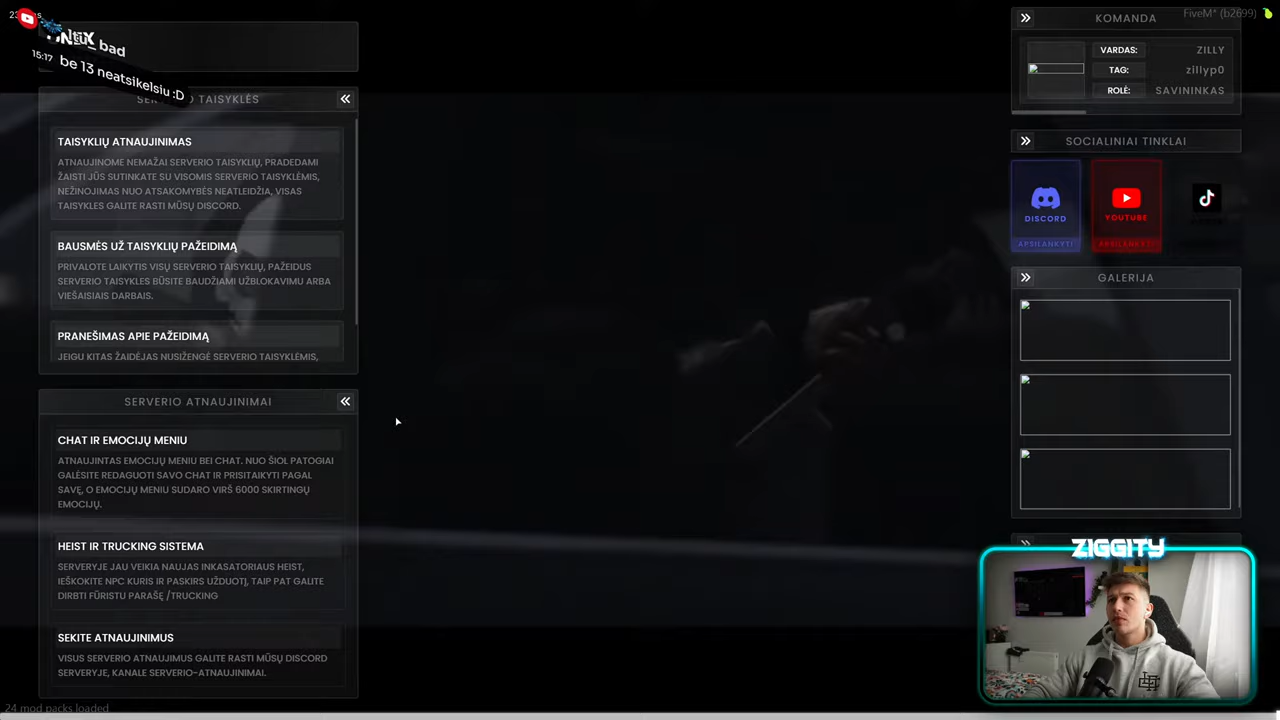 FiveM* (b2699)
bad
15:17 be 13 neatsikelsiu :D
TAISYKLĖS
TAISYKLIŲ ATNAUJINIMAS
ATNAUJINOME NEMAŽAI SERVERIO TAISYKLIŲ, PRADEDAMI
ŽAISTI JŪS SUTINKATE SU VISOMIS SERVERIO TAISYKLĖMIS,
NEŽINOJIMAS NUO ATSAKOMYBĖS NEATLEIDŽIA, VISAS
TAISYKLES GALITE RASTI MŪSŲ DISCORD.
BAUSMĖS UŽ TAISYKLIŲ PAŽEIDIMĄ
PRIVALOTE LAIKYTIS VISŲ SERVERIO TAISYKLIŲ, PAŽEIDUS
SERVERIO TAISYKLES BŪSITE BAUDŽIAMI UŽBLOKAVIMU ARBA
VIEŠAISIAIS DARBAIS.
PRANEŠIMAS APIE PAŽEIDIMĄ
JEIGU KITAS ŽAIDĖJAS NUSIŽENGĖ SERVERIO TAISYKLĖMIS,
SERVERIO ATNAUJINIMAI
CHAT IR EMOCIJŲ MENIU
ATNAUJINTAS EMOCIJŲ MENIU BEI CHAT. NUO ŠIOL PATOGIAI
GALĖSITE REDAGUOTI SAVO CHAT IR PRISITAIKYTI PAGAL
SAVĘ, O EMOCIJŲ MENIU SUDARO VIRŠ 6000 SKIRTINGŲ
EMOCIJŲ.
HEIST IR TRUCKING SISTEMA
SERVERYJE JAU VEIKIA NAUJAS INKASATORIAUS HEIST,
IEŠKOKITE NPC KURIS IR PASKIRS UŽDUOTĮ, TAIP PAT GALITE
DIRBTI FŪRISTU PARAŠĘ /TRUCKING
SEKITE ATNAUJINIMUS
VISUS SERVERIO ATNAUJIMUS GALITE RASTI MŪSŲ DISCORD
SERVERYJE, KANALE SERVERIO-ATNAUJINIMAI.
24 mod packs loaded
KOMANDA
VARDAS: ZILLY
TAG: zillyp0
ROLĖ: SAVININKAS
SOCIALINIAI TINKLAI
DISCORD
APSILANKYTI
YOUTUBE
APSILANKYTI
GALERIJA
ZIGGITY